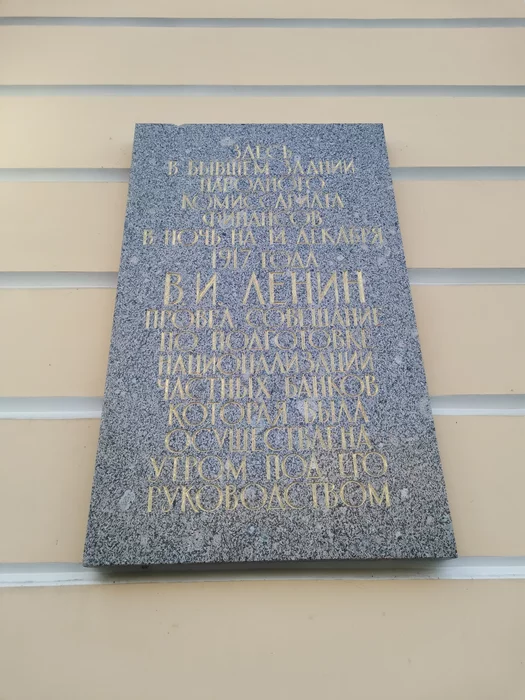 ЗДЕСЬ
В БЫВШЕМ ЗДАНИИ
НАРОДНОГО
КОМИССАРИАТА
ФИНАНСОВ
В НОЧЬ НА 14 ДЕКАБРЯ
1917 ГОДА
В И ЛЕНИН
ПРОВЕЛ СОВЕЩАНИЕ
ПО ПОДГОТОВКЕ
НАЦИОНАЛИЗАЦИИ
ЧАСТНЫХ БАНКОВ
КОТОРАЯ БЫЛА
ОСУЩЕСТВЛЕНА
УТРОМ ПОД ЕГО
РУКОВОДСТВОМ